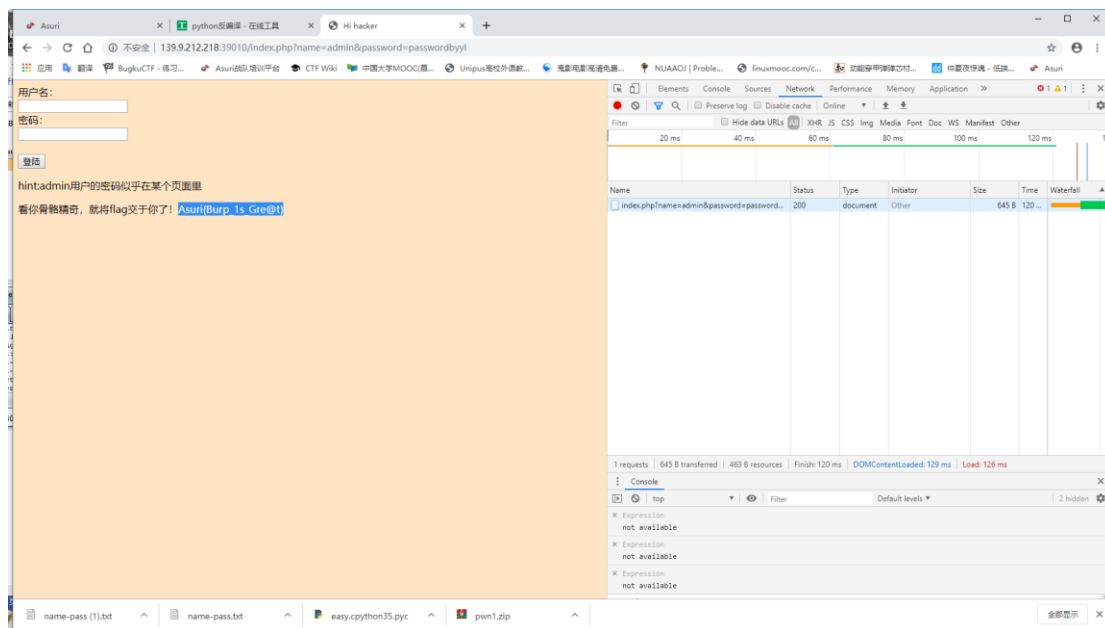 Asuri
python反编译 - 在线工具
Hi hacker
不安全 | 139.9.212.218:39010/index.php?name=admin&password=passwordbyyl
应用
翻译
BugkuCTF - 练习...
Asuri战队培训平台
CTF Wiki
中国大学MOOC(慕...
Unipus高校外语教...
鬼影电影高清免费...
NUAAOJ | Proble...
linuxmooc.com/c...
Asuri
用户名：
密码：
登陆
hint:admin用户的密码似乎在某个页面里
看你骨骼精奇，就将flag交于你了！Asuri{Burp_1s_Gre@t}
Elements Console Sources Network Performance Memory Application » 1 1
Preserve log Disable cache Online
Filter Hide data URLs All XHR JS CSS Img Media Font Doc WS Manifest Other
20 ms 40 ms 60 ms 80 ms 100 ms 120 ms
Name Status Type Initiator Size Time Waterfall
index.php?name=admin&password=password... 200 document Other 645 B 120 ...
1 requests 645 B transferred 463 B resources Finish: 120 ms DOMContentLoaded: 129 ms Load: 126 ms
Console
top Filter Default levels 2 hidden
Expression
not available
Expression
not available
Expression
not available
name-pass (1).txt
name-pass.txt
easy.cpython35.pyc
pwn1.zip
全部显示